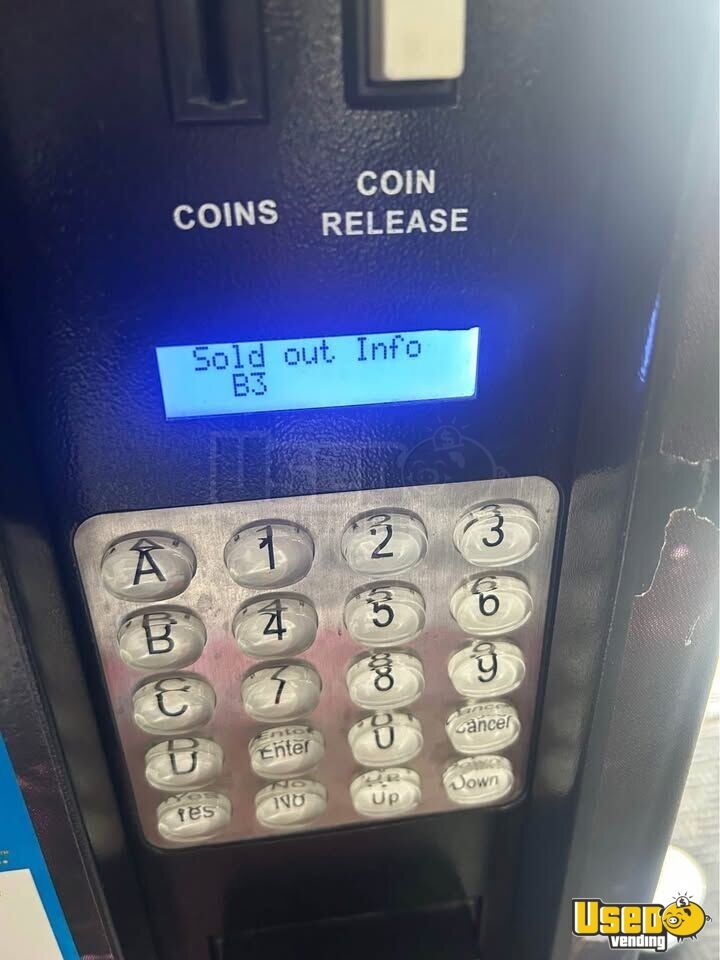 COINS
COIN
RELEASE
Sold out Info
B3
A 1 2 3
B 4 5 6
C 7 8 9
D Enter 0 Cancel
Yes No Up Down
Used
vending